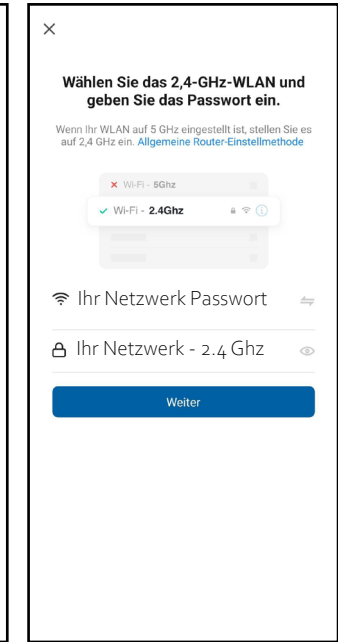 Wählen Sie das 2,4-GHz-WLAN und
geben Sie das Passwort ein.
Wenn Ihr WLAN auf 5 GHz eingestellt ist, stellen Sie es
auf 2,4 GHz ein. Allgemeine Router-Einstellmethode
Wi-Fi - 5Ghz
Wi-Fi - 2.4Ghz
Ihr Netzwerk Passwort
Ihr Netzwerk - 2.4 Ghz
Weiter